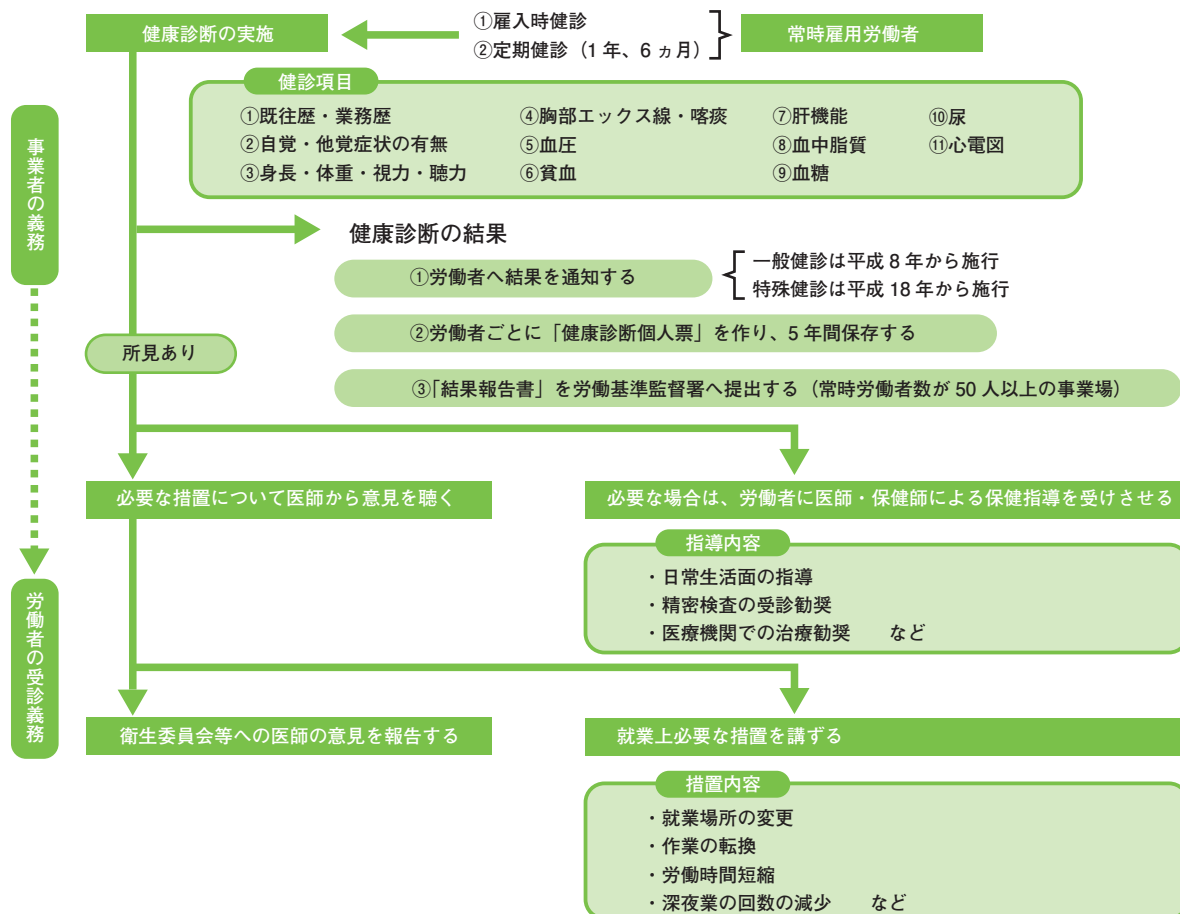 健康診断の実施
①雇入時健診
②定期健診（1年、6ヵ月）
常時雇用労働者
健診項目
①既往歴・業務歴
②自覚・他覚症状の有無
③身長・体重・視力・聴力
④胸部エックス線・喀痰
⑤血圧
⑥貧血
⑦肝機能
⑧血中脂質
⑨血糖
⑩尿
⑪心電図
事業者の義務
健康診断の結果
①労働者へ結果を通知する
一般健診は平成8年から施行
特殊健診は平成18年から施行
②労働者ごとに「健康診断個人票」を作り、5年間保存する
所見あり
③「結果報告書」を労働基準監督署へ提出する（常時労働者数が50人以上の事業場）
必要な措置について医師から意見を聴く
必要な場合は、労働者に医師・保健師による保健指導を受けさせる
指導内容
・日常生活面の指導
・精密検査の受診勧奨
・医療機関での治療勧奨　など
労働者の受診義務
衛生委員会等への医師の意見を報告する
就業上必要な措置を講ずる
措置内容
・就業場所の変更
・作業の転換
・労働時間短縮
・深夜業の回数の減少　など